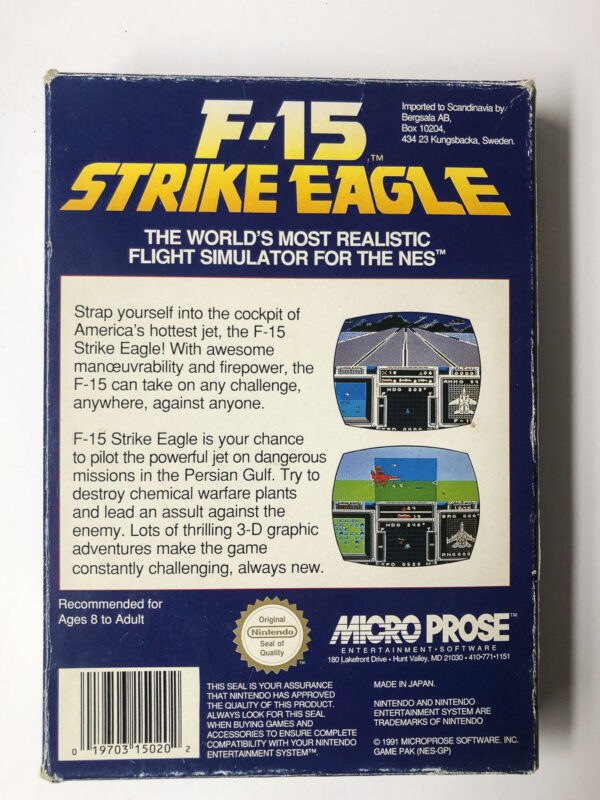 F-15
STRIKE EAGLE™
Imported to Scandinavia by
Bergsala AB,
Box 10204,
434 23 Kungsbacka, Sweden.
THE WORLD'S MOST REALISTIC
FLIGHT SIMULATOR FOR THE NES™
Strap yourself into the cockpit of
America's hottest jet, the F-15
Strike Eagle! With awesome
manœuvrability and firepower, the
F-15 can take on any challenge,
anywhere, against anyone.
F-15 Strike Eagle is your chance
to pilot the powerful jet on dangerous
missions in the Persian Gulf. Try to
destroy chemical warfare plants
and lead an assult against the
enemy. Lots of thrilling 3-D graphic
adventures make the game
constantly challenging, always new.
Recommended for
Ages 8 to Adult
Original
Nintendo
Seal of
Quality
TM
MICRO PROSE™
ENTERTAINMENT • SOFTWARE
180 Lakefront Drive • Hunt Valley, MD 21030 • 410•771•1151
0 19703 15020 2
THIS SEAL IS YOUR ASSURANCE
THAT NINTENDO HAS APPROVED
THE QUALITY OF THIS PRODUCT.
ALWAYS LOOK FOR THIS SEAL
WHEN BUYING GAMES AND
ACCESSORIES TO ENSURE COMPLETE
COMPATIBILITY WITH YOUR NINTENDO
ENTERTAINMENT SYSTEM™.
MADE IN JAPAN.
NINTENDO AND NINTENDO
ENTERTAINMENT SYSTEM ARE
TRADEMARKS OF NINTENDO
© 1991 MICROPROSE SOFTWARE. INC.
GAME PAK (NES-GP)